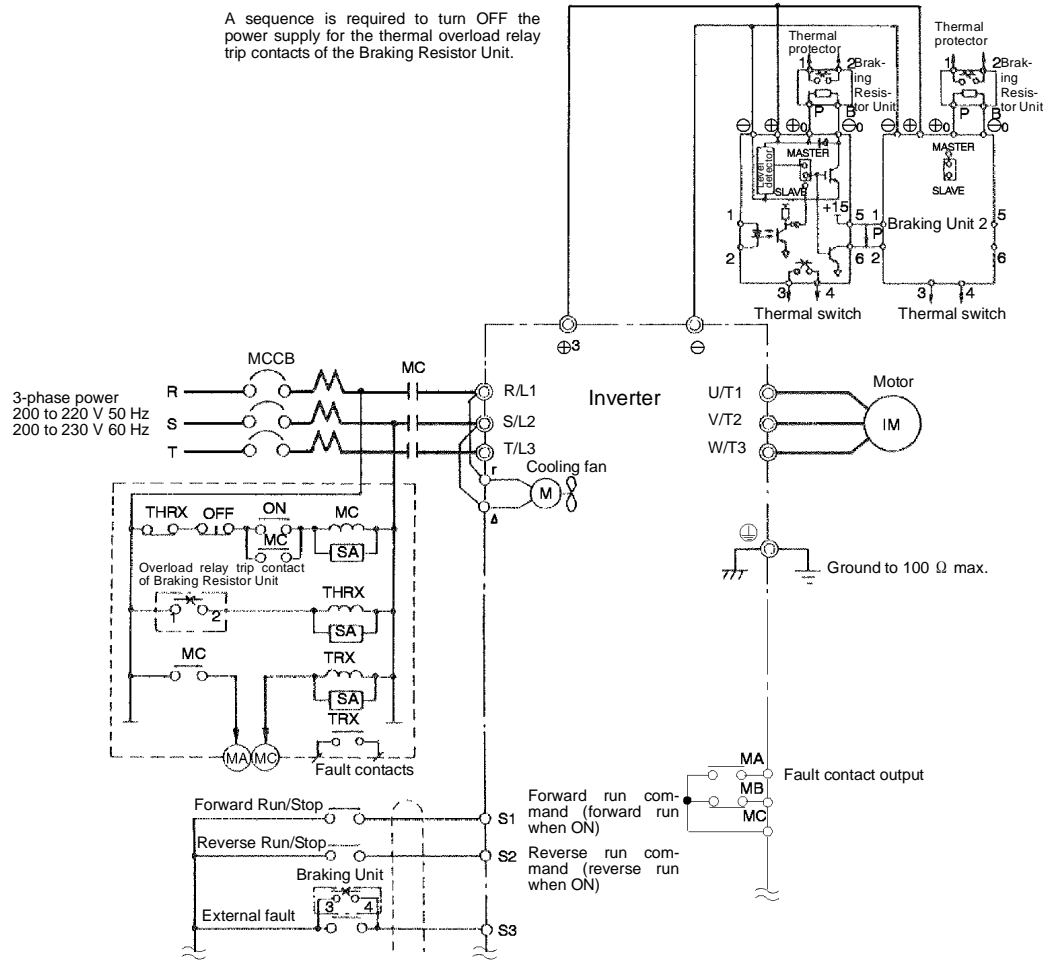 A sequence is required to turn OFF the
power supply for the thermal overload relay
trip contacts of the Braking Resistor Unit.
Thermal
protector
Thermal
protector
1
2
Brak-
ing
Resis-
tor Unit
P
B
1
2
Brak-
ing
Resis-
tor Unit
P
B
⊖ ⊕ ⊕0 ⊖0
⊖ ⊕ ⊕0 ⊖0
Level
detector
MASTER
SLAVE
+15
1
2
5
6
3
4
Thermal switch
MASTER
SLAVE
1
P
2
Braking Unit 2
5
6
3
4
Thermal switch
⊕3
⊖
MCCB
MC
3-phase power
200 to 220 V 50 Hz
200 to 230 V 60 Hz
R
S
T
R/L1
S/L2
T/L3
Inverter
U/T1
V/T2
W/T3
Motor
IM
r
Cooling fan
M
THRX
OFF
ON
MC
MC
SA
Overload relay trip contact
of Braking Resistor Unit
1
2
THRX
SA
MC
TRX
SA
TRX
MA
MC
Fault contacts
Ground to 100 Ω max.
MA
MB
MC
Fault contact output
Forward Run/Stop
S1
Forward run com-
mand (forward run
when ON)
Reverse Run/Stop
S2
Reverse run com-
mand (reverse run
when ON)
Braking Unit
3
4
External fault
S3